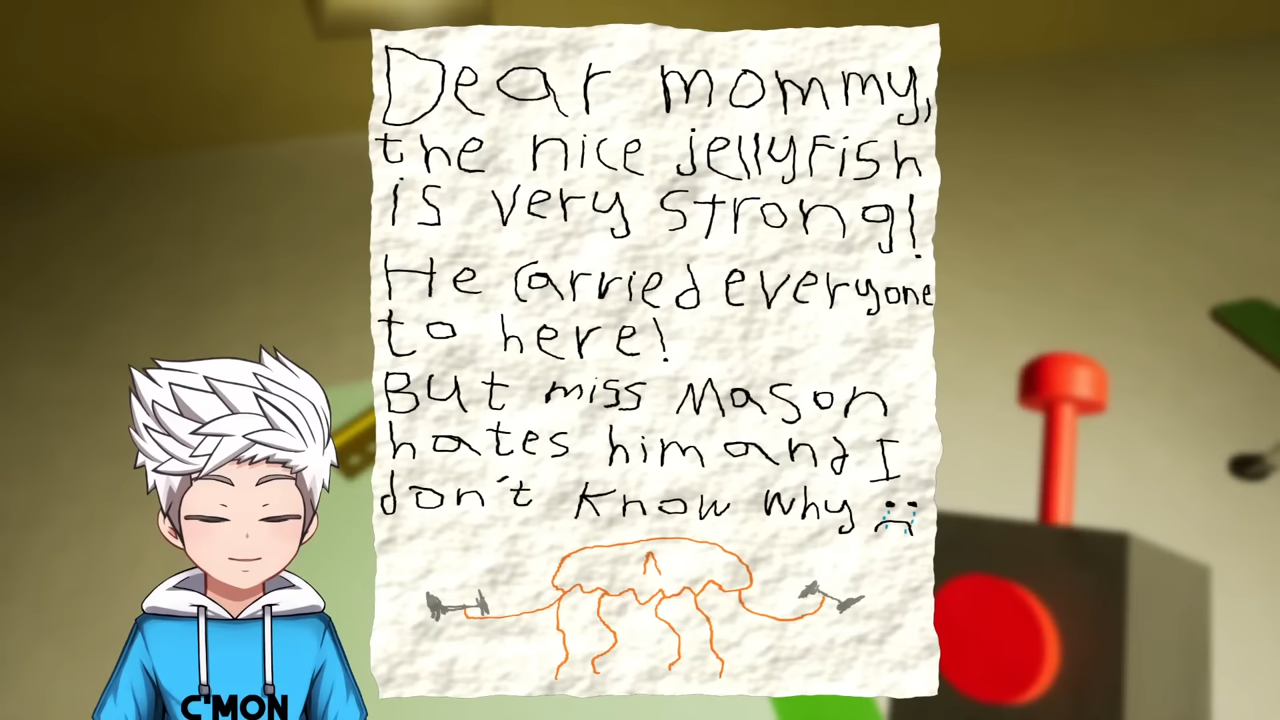 Dear mommy,
the nice jellyfish
is very strong!
He carried everyone
to here!
But miss Mason
hates him and I
don't know why
C'MON